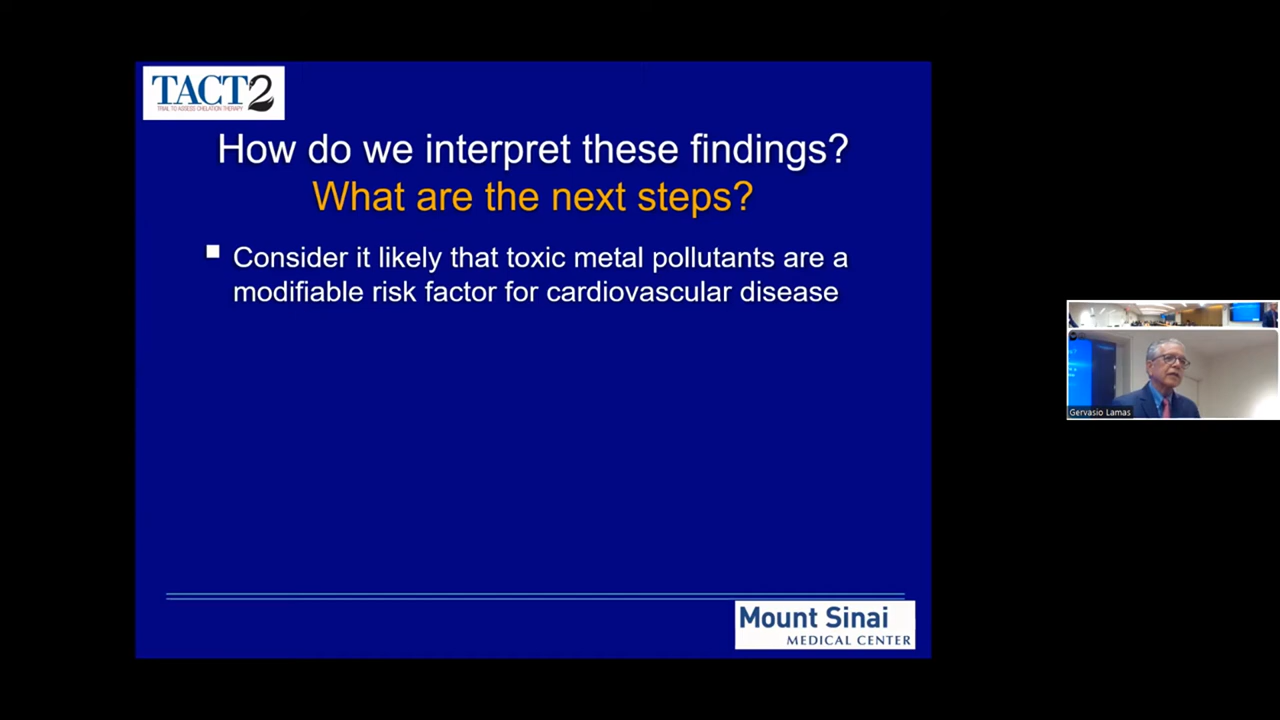 TACT2
TRIAL TO ASSESS CHELATION THERAPY
How do we interpret these findings?
What are the next steps?
Consider it likely that toxic metal pollutants are a
modifiable risk factor for cardiovascular disease
Mount Sinai
MEDICAL CENTER
Gervasio Lamas